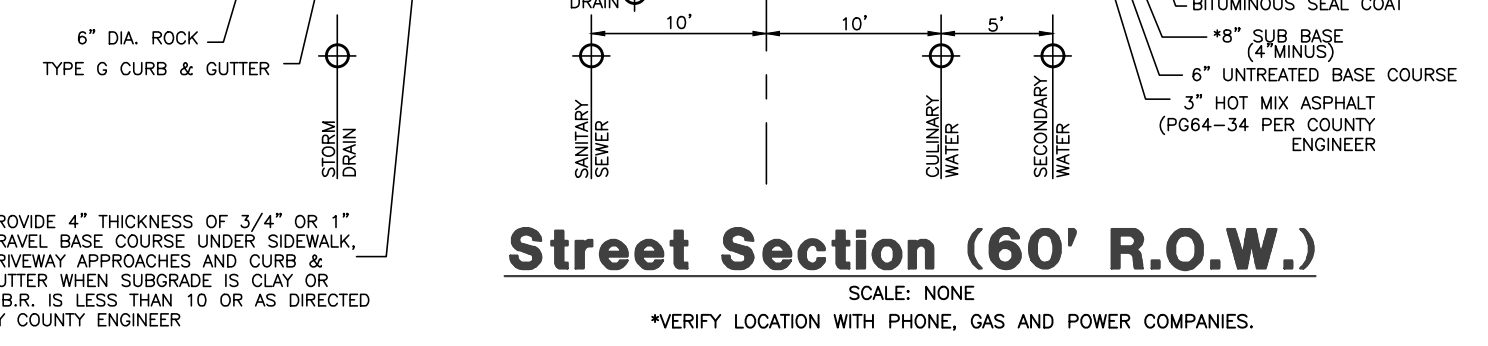 DRAIN
BITUMINOUS SEAL COAT
10'
10'
5'
6" DIA. ROCK
TYPE G CURB & GUTTER
*8" SUB BASE
(4"MINUS)
6" UNTREATED BASE COURSE
3" HOT MIX ASPHALT
(PG64-34 PER COUNTY
ENGINEER
STORM
DRAIN
SANITARY
SEWER
CULINARY
WATER
SECONDARY
WATER
ROVIDE 4" THICKNESS OF 3/4" OR 1"
RAVEL BASE COURSE UNDER SIDEWALK,
RIVEWAY APPROACHES AND CURB &
UTTER WHEN SUBGRADE IS CLAY OR
.B.R. IS LESS THAN 10 OR AS DIRECTED
Y COUNTY ENGINEER
Street Section (60' R.O.W.)
SCALE: NONE
*VERIFY LOCATION WITH PHONE, GAS AND POWER COMPANIES.